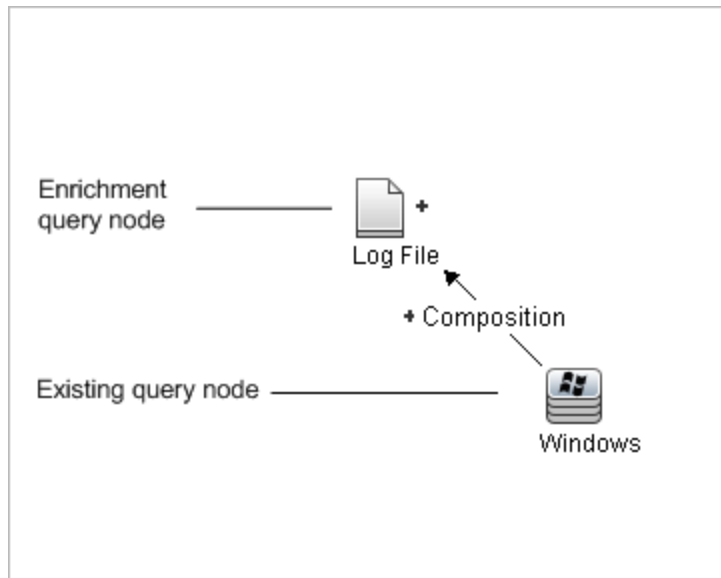 Enrichment
query node
Log File
Composition
Existing query node
Windows